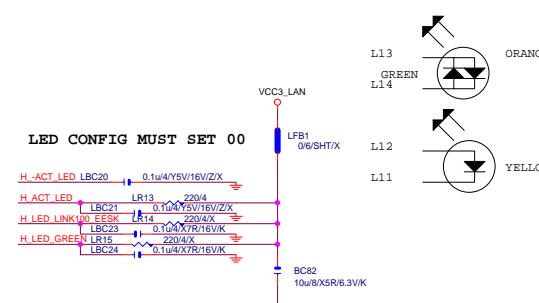 L13
ORANG
GREEN
L14
VCC3_LAN
LED CONFIG MUST SET 00
LFB1
0/6/SHT/X
L12
YELLO
L11
H_-ACT_LED LBC20 0.1u/4/Y5V/16V/Z/X
H_ACT_LED LR13 220/4
LBC21 0.1u/4/Y5V/16V/Z/X
H_LED_LINK100_EESK LR14 220/4/X
LBC23 0.1u/4/X7R/16V/K
H_LED_GREEN LR15 220/4/X
LBC24 0.1u/4/X7R/16V/K
BC82
10u/8/X5R/6.3V/K